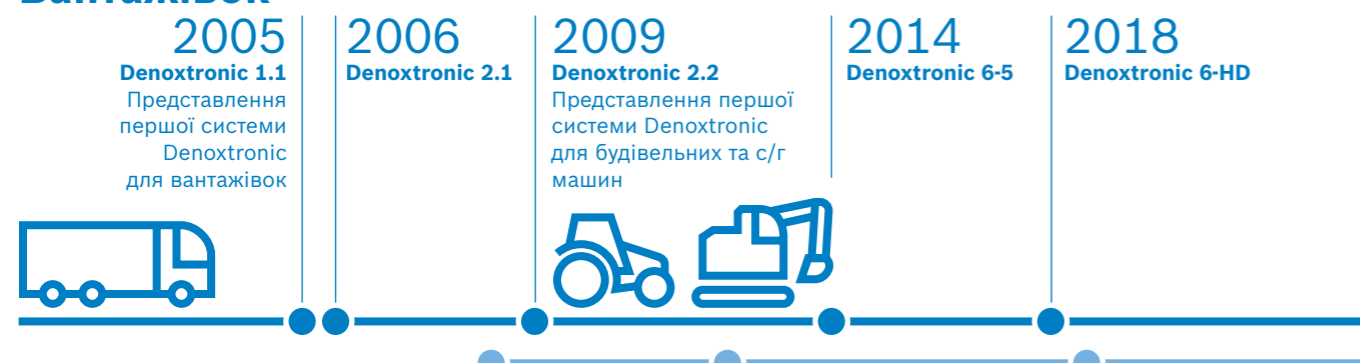 вантажівок
2005
Denoxtronic 1.1
Представлення
першої системи
Denoxtronic
для вантажівок
2006
Denoxtronic 2.1
2009
Denoxtronic 2.2
Представлення першої
системи Denoxtronic
для будівельних та с/г
машин
2014
Denoxtronic 6-5
2018
Denoxtronic 6-HD